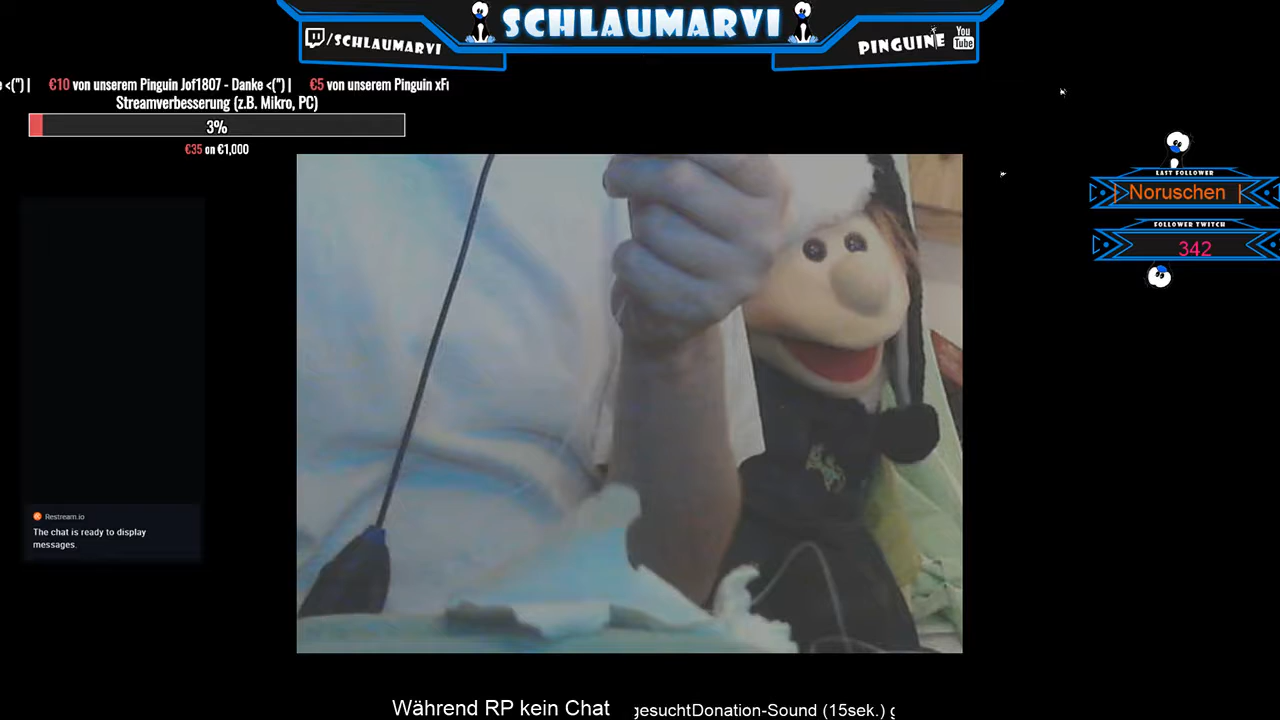 SCHLAUMARVI
/SCHLAUMARVI
PINGUINE
You
Tube
e <(") | €10 von unserem Pinguin Jof1807 - Danke <(") | €5 von unserem Pinguin
Streamverbesserung (z.B. Mikro, PC)
3%
€35 on €1,000
LAST FOLLOWER
| Noruschen |
FOLLOWER TWITCH
342
Restream.io
The chat is ready to display
messages.
Während RP kein Chat
gesuchtDonation-Sound (15sek.)